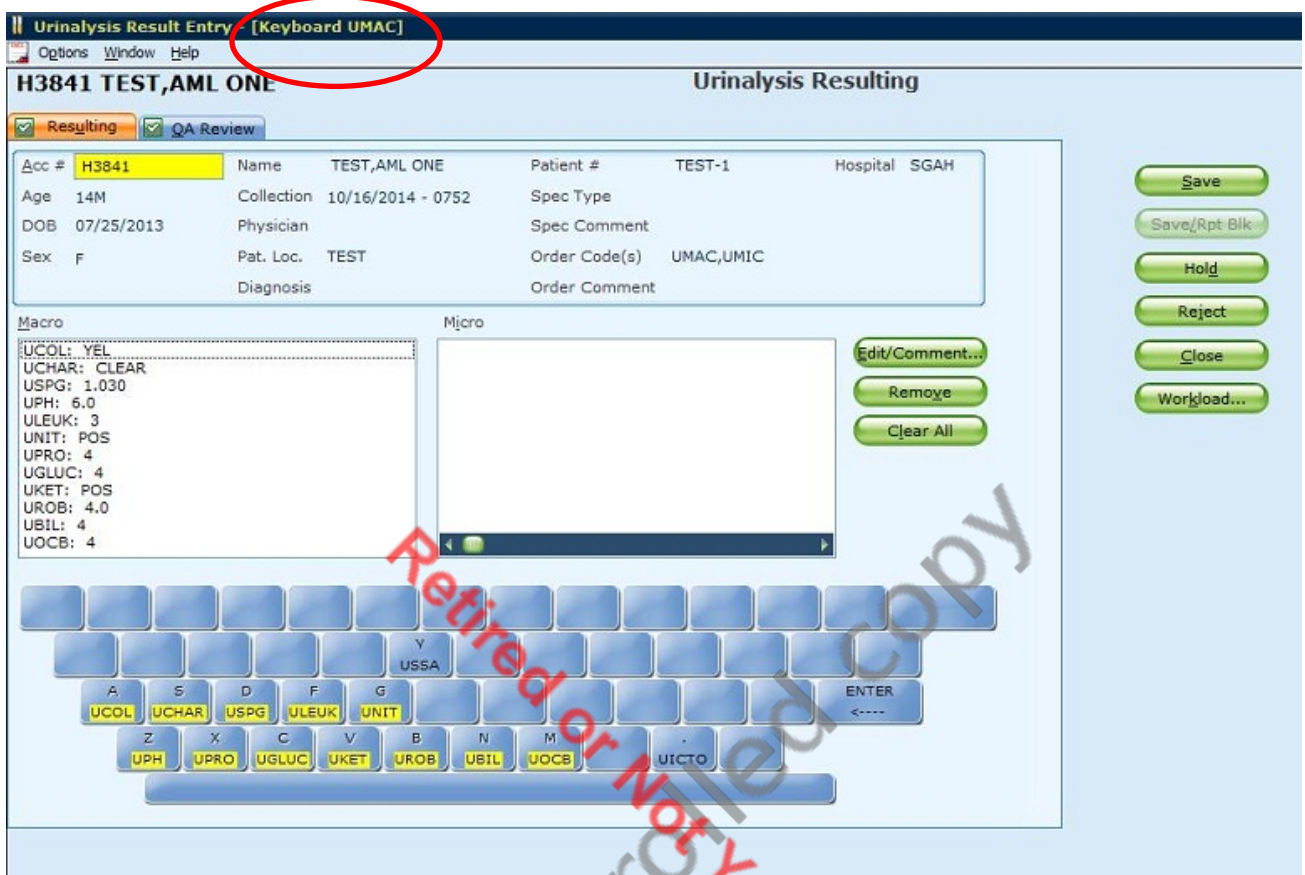 Urinalysis Result Entry - [Keyboard UMAC]
Options Window Help
H3841 TEST,AML ONE Urinalysis Resulting
Resulting QA Review
Acc # H3841 Name TEST,AML ONE Patient # TEST-1 Hospital SGAH
Age 14M Collection 10/16/2014 - 0752 Spec Type
DOB 07/25/2013 Physician Spec Comment
Sex F Pat. Loc. TEST Order Code(s) UMAC,UMIC
Diagnosis Order Comment
Save
Save/Rpt Blk
Hold
Reject
Close
Workload...
Macro Micro
UCOL: YEL
UCHAR: CLEAR
USPG: 1.030
UPH: 6.0
ULEUK: 3
UNIT: POS
UPRO: 4
UGLUC: 4
UKET: POS
UROB: 4.0
UBIL: 4
UOCB: 4
Edit/Comment...
Remove
Clear All
Y
USSA
A S D F G ENTER
UCOL UCHAR USPG ULEUK UNIT <----
Z X C V B N M .
UPH UPRO UGLUC UKET UROB UBIL UOCB UICTO
Retired or Not
copy